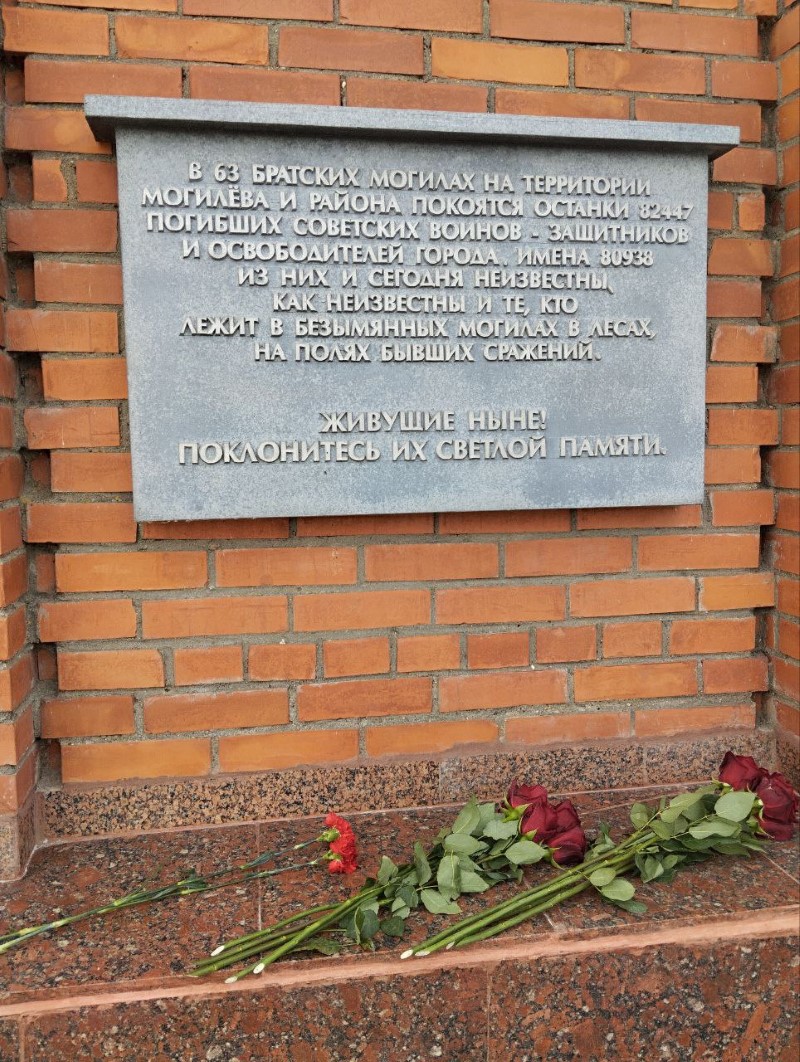 В 63 БРАТСКИХ МОГИЛАХ НА ТЕРРИТОРИИ
МОГИЛЁВА И РАЙОНА ПОКОЯТСЯ ОСТАНКИ 82447
ПОГИБШИХ СОВЕТСКИХ ВОИНОВ - ЗАЩИТНИКОВ
И ОСВОБОДИТЕЛЕЙ ГОРОДА. ИМЕНА 80938
ИЗ НИХ И СЕГОДНЯ НЕИЗВЕСТНЫ,
КАК НЕИЗВЕСТНЫ И ТЕ, КТО
ЛЕЖИТ В БЕЗЫМЯННЫХ МОГИЛАХ В ЛЕСАХ,
НА ПОЛЯХ БЫВШИХ СРАЖЕНИЙ.
ЖИВУЩИЕ НЫНЕ!
ПОКЛОНИТЕСЬ ИХ СВЕТЛОЙ ПАМЯТИ.